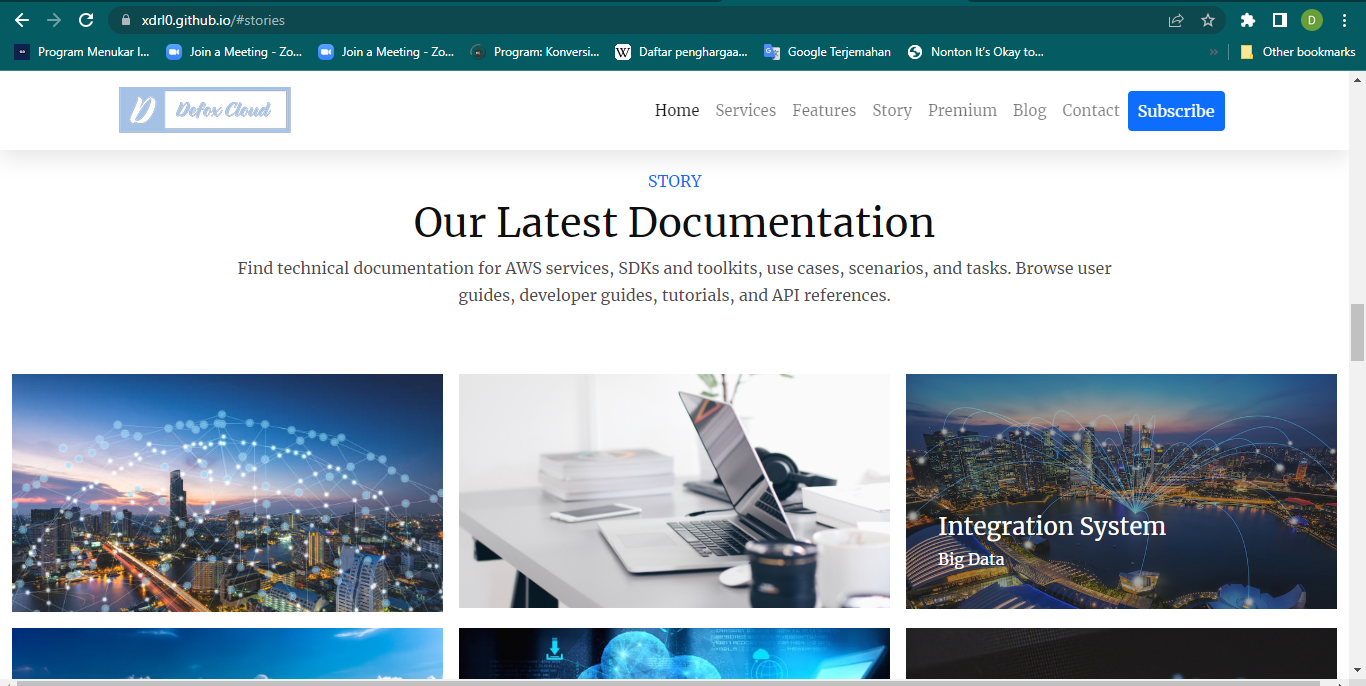 xdrl0.github.io/#stories
D
Program Menukar I...
Join a Meeting - Zo...
Join a Meeting - Zo...
Program: Konversi...
W
Daftar penghargaa...
Google Terjemahan
Nonton It's Okay to...
»
Other bookmarks
D Defox Cloud
Home Services Features Story Premium Blog Contact Subscribe
STORY
Our Latest Documentation
Find technical documentation for AWS services, SDKs and toolkits, use cases, scenarios, and tasks. Browse user
guides, developer guides, tutorials, and API references.
Integration System
Big Data